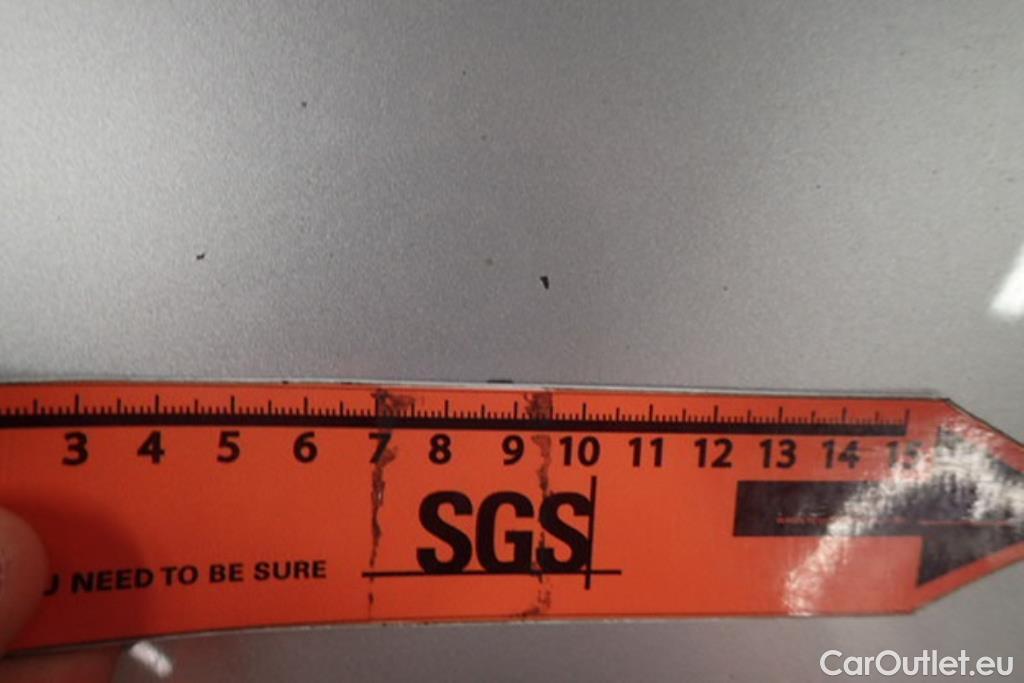 3 4 5 6 7 8 9 10 11 12 13 14 15
SGS
U NEED TO BE SURE
CarOutlet.eu